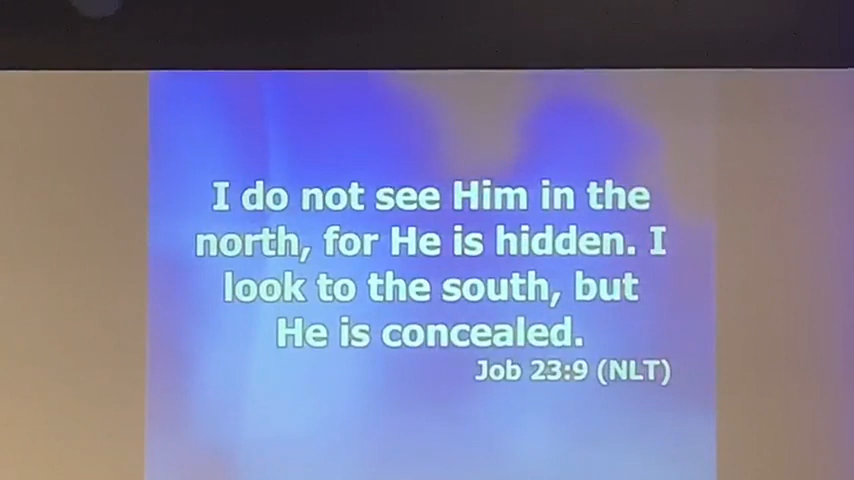 I do not see Him in the
north, for He is hidden. I
look to the south, but
He is concealed.
Job 23:9 (NLT)